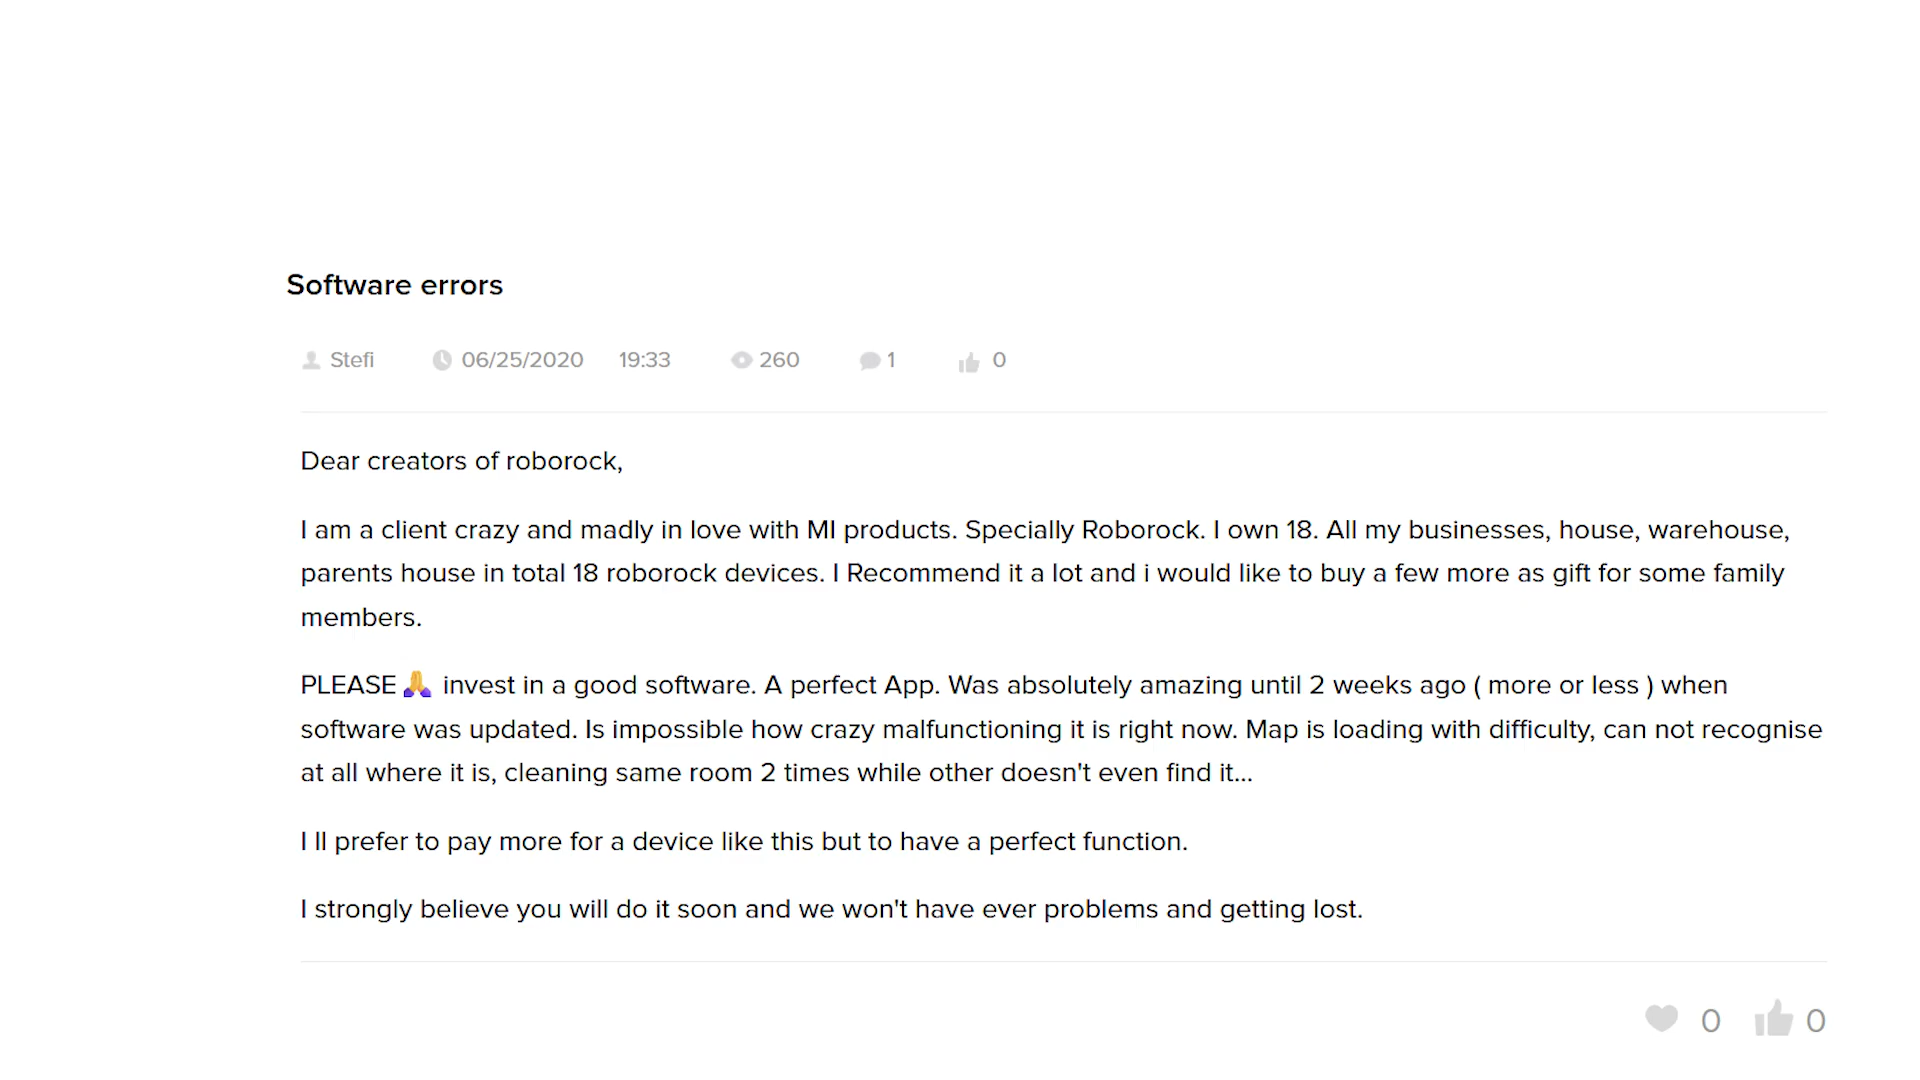 Software errors
Stefi 06/25/2020 19:33 260 1 0
Dear creators of roborock,
I am a client crazy and madly in love with MI products. Specially Roborock. I own 18. All my businesses, house, warehouse,
parents house in total 18 roborock devices. I Recommend it a lot and i would like to buy a few more as gift for some family
members.
PLEASE 🙏 invest in a good software. A perfect App. Was absolutely amazing until 2 weeks ago ( more or less ) when
software was updated. Is impossible how crazy malfunctioning it is right now. Map is loading with difficulty, can not recognise
at all where it is, cleaning same room 2 times while other doesn't even find it...
I ll prefer to pay more for a device like this but to have a perfect function.
I strongly believe you will do it soon and we won't have ever problems and getting lost.
0 0